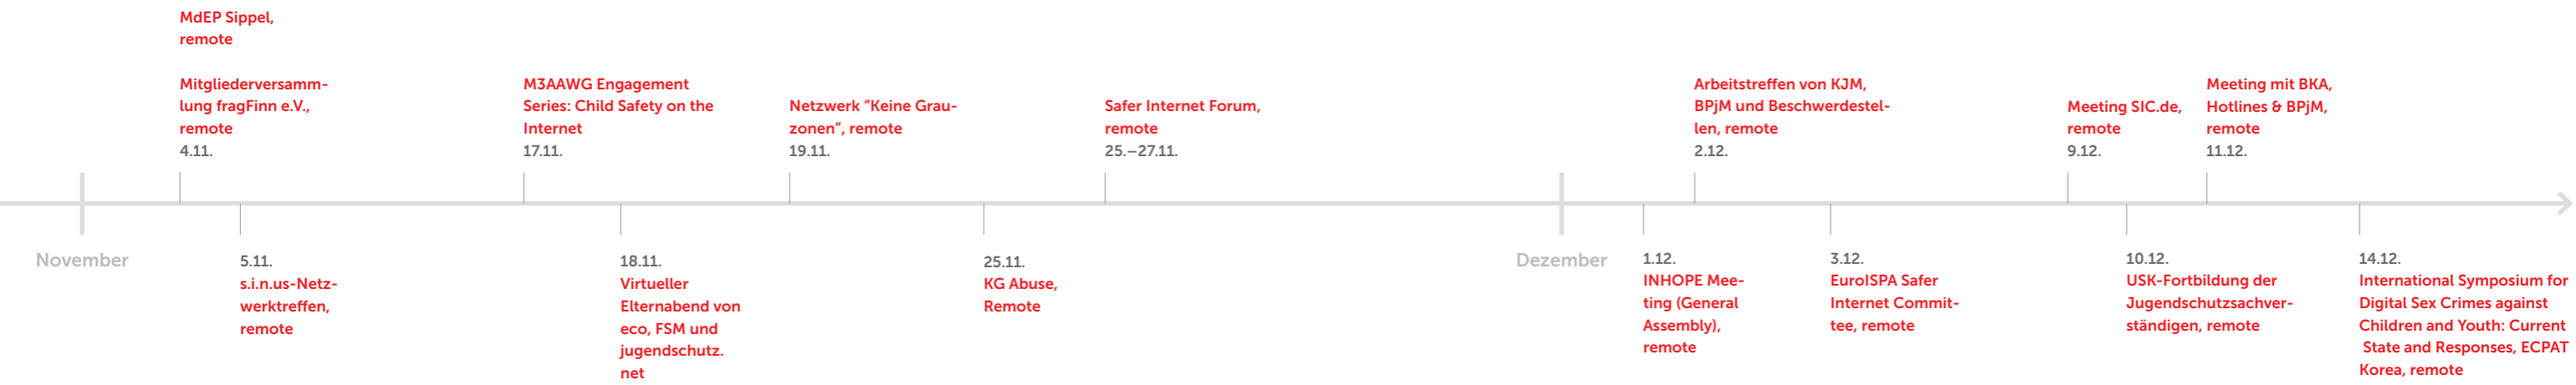 MdEP Sippel,
remote
Mitgliederversamm-
lung fragFinn e.V.,
remote
4.11.
5.11.
s.i.n.us-Netz-
werktreffen,
remote
M3AAWG Engagement
Series: Child Safety on the
Internet
17.11.
18.11.
Virtueller
Elternabend von
eco, FSM und
jugendschutz.
net
Netzwerk “Keine Grau-
zonen”, remote
19.11.
25.11.
KG Abuse,
Remote
Safer Internet Forum,
remote
25.–27.11.
November
Dezember
1.12.
INHOPE Mee-
ting (General
Assembly),
remote
Arbeitstreffen von KJM,
BPjM und Beschwerdestel-
len, remote
2.12.
3.12.
EuroISPA Safer
Internet Commit-
tee, remote
Meeting SIC.de,
remote
9.12.
10.12.
USK-Fortbildung der
Jugendschutzsachver-
ständigen, remote
Meeting mit BKA,
Hotlines & BPjM,
remote
11.12.
14.12.
International Symposium for
Digital Sex Crimes against
Children and Youth: Current
State and Responses, ECPAT
Korea, remote